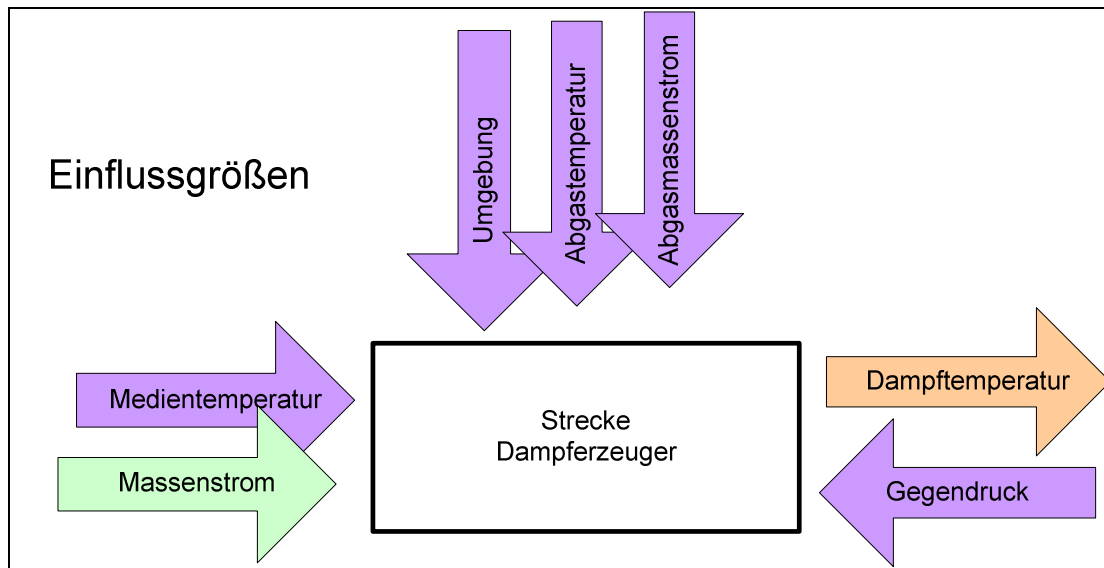 Einflussgrößen
Umgebung
Abgastemperatur
Abgasmassenstrom
Medientemperatur
Massenstrom
Strecke
Dampferzeuger
Dampftemperatur
Gegendruck